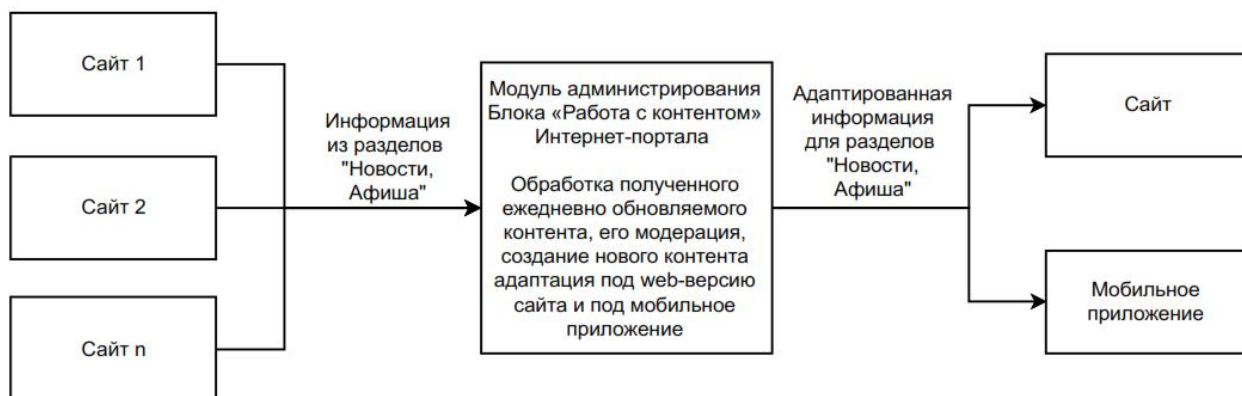 Сайт 1
Сайт 2
Сайт n
Информация
из разделов
"Новости,
Афиша"
Модуль администрирования
Блока «Работа с контентом»
Интернет-портала
Обработка полученного
ежедневно обновляемого
контента, его модерация,
создание нового контента
адаптация под web-версию
сайта и под мобильное
приложение
Адаптированная
информация
для разделов
"Новости,
Афиша"
Сайт
Мобильное
приложение